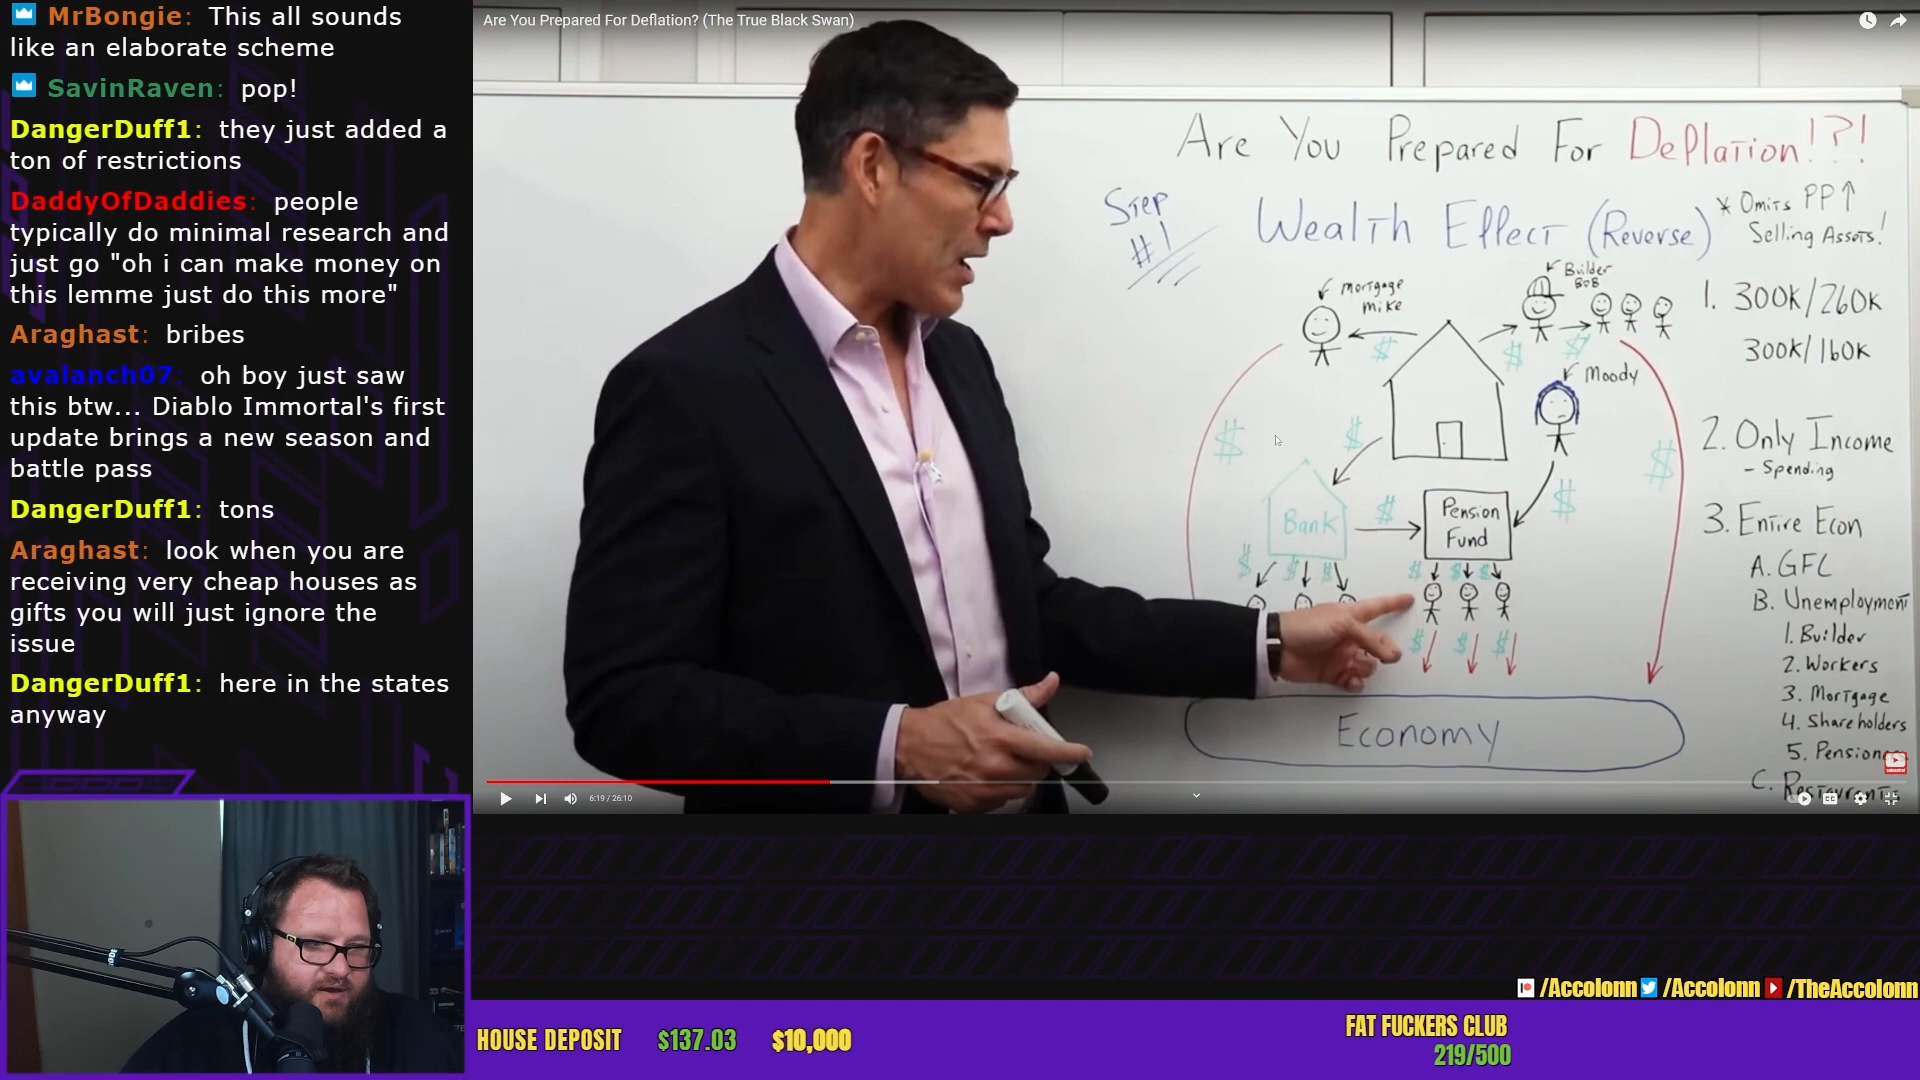 MrBongie: This all sounds
like an elaborate scheme
SavinRaven: pop!
DangerDuff1: they just added a
ton of restrictions
DaddyOfDaddies: people
typically do minimal research and
just go "oh i can make money on
this lemme just do this more"
Araghast: bribes
avalanch07: oh boy just saw
this btw... Diablo Immortal's first
update brings a new season and
battle pass
DangerDuff1: tons
Araghast: look when you are
receiving very cheap houses as
gifts you will just ignore the
issue
DangerDuff1: here in the states
anyway
Are You Prepared For Deflation? (The True Black Swan)
Are You Prepared For Deflation!?!
Step
#1
Wealth Effect (Reverse)
* Omits PP↑
Selling Assets!
Mortgage
Mike
Builder
Bob
Moody
$
$
$
$
$
$
$
$
Bank
Pension
Fund
$ $ $
$ $ $
$ $ $
Economy
1. 300K/260K
300K/160K
2. Only Income
- Spending
3. Entire Econ
A. GFC
B. Unemployment
1. Builder
2. Workers
3. Mortgage
4. Shareholders
5. Pensioners
C. Restaurants
6:19 / 26:10
CC
/Accolonn /Accolonn /TheAccolonn
HOUSE DEPOSIT $137.03 $10,000
FAT FUCKERS CLUB
219/500